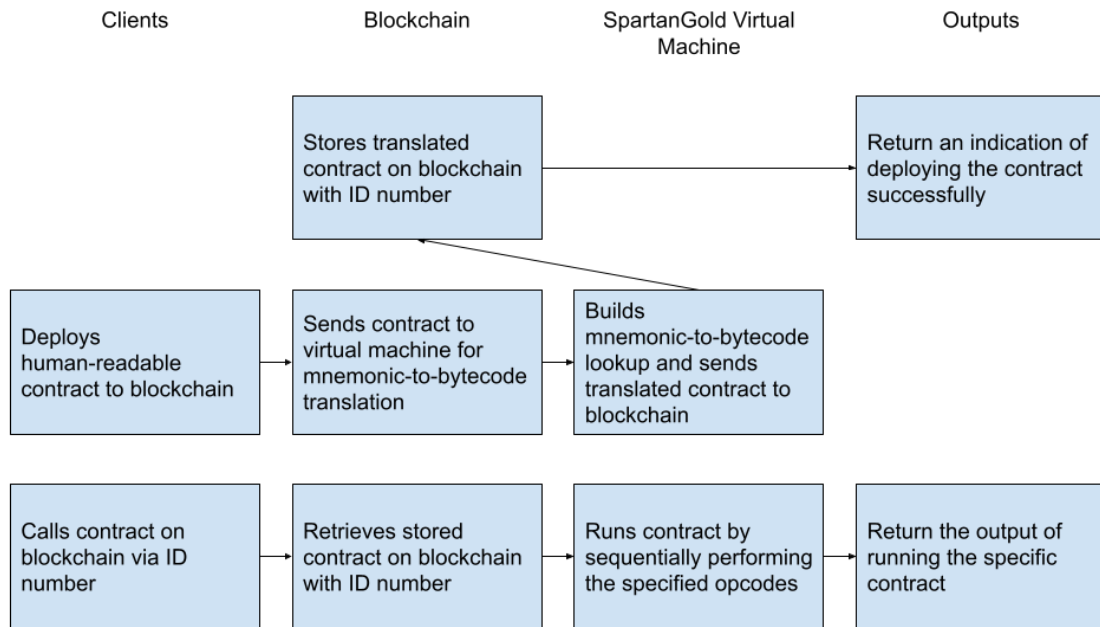 Clients
Blockchain
SpartanGold Virtual
Machine
Outputs
Stores translated
contract on blockchain
with ID number
Return an indication of
deploying the contract
successfully
Deploys
human-readable
contract to blockchain
Sends contract to
virtual machine for
mnemonic-to-bytecode
translation
Builds
mnemonic-to-bytecode
lookup and sends
translated contract to
blockchain
Calls contract on
blockchain via ID
number
Retrieves stored
contract on blockchain
with ID number
Runs contract by
sequentially performing
the specified opcodes
Return the output of
running the specific
contract